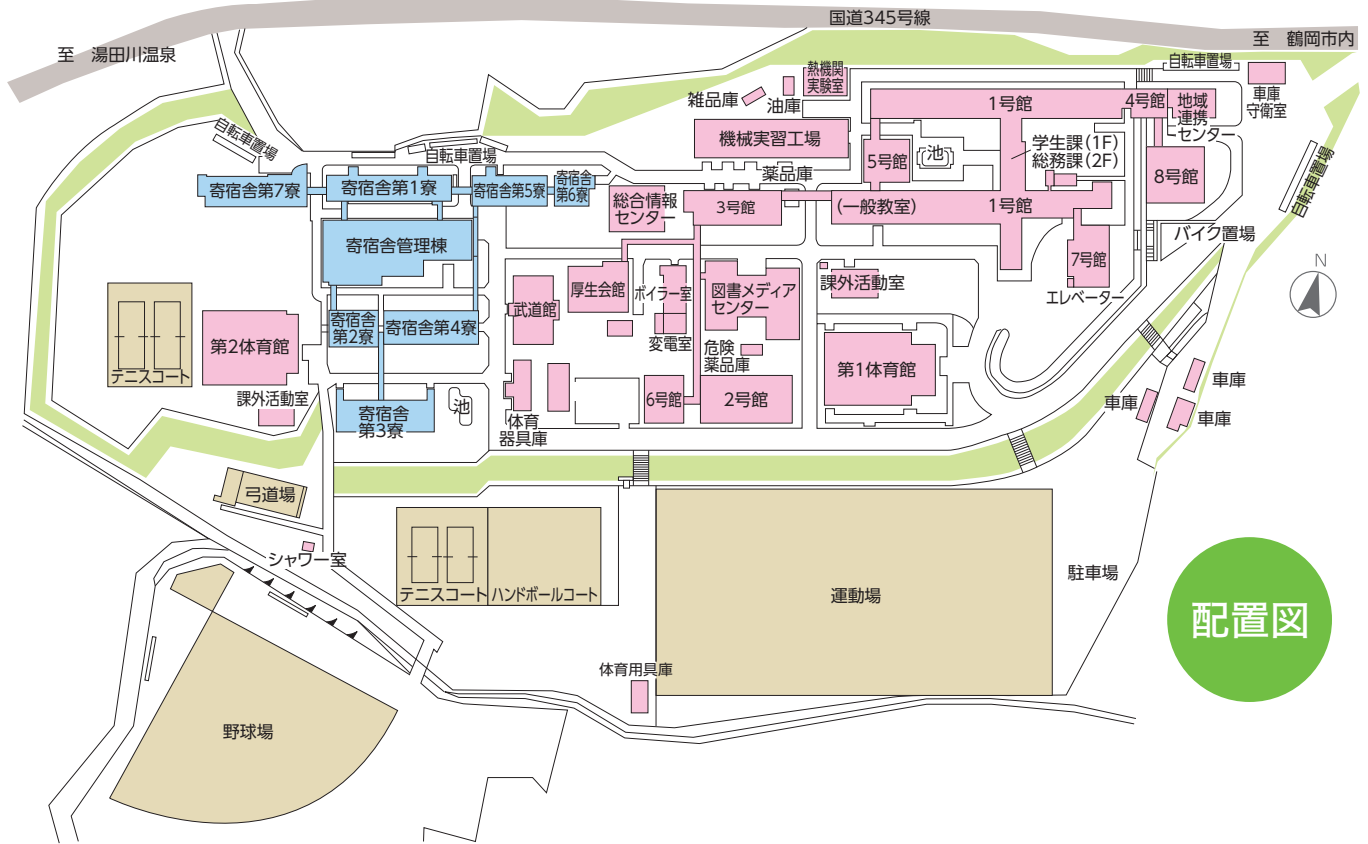 国道345号線
至 湯田川温泉
至 鶴岡市内
自転車置場
熱機関
実験室
雑品庫
油庫
1号館
4号館
地域
連携
センター
車庫
守衛室
自転車置場
自転車置場
機械実習工場
5号館
池
学生課(1F)
総務課(2F)
8号館
自転車置場
薬品庫
寄宿舎第7寮
寄宿舎第1寮
寄宿舎第5寮
寄宿舎
第6寮
総合情報
センター
3号館
(一般教室)
1号館
バイク置場
寄宿舎管理棟
7号館
エレベーター
N
厚生会館
ボイラー室
図書メディア
センター
課外活動室
武道館
変電室
寄宿舎
第2寮
寄宿舎第4寮
第2体育館
テニスコート
危険
薬品庫
第1体育館
課外活動室
寄宿舎
第3寮
池
体育
器具庫
6号館
2号館
車庫
車庫
車庫
弓道場
シャワー室
テニスコート
ハンドボールコート
運動場
駐車場
配置図
体育用具庫
野球場